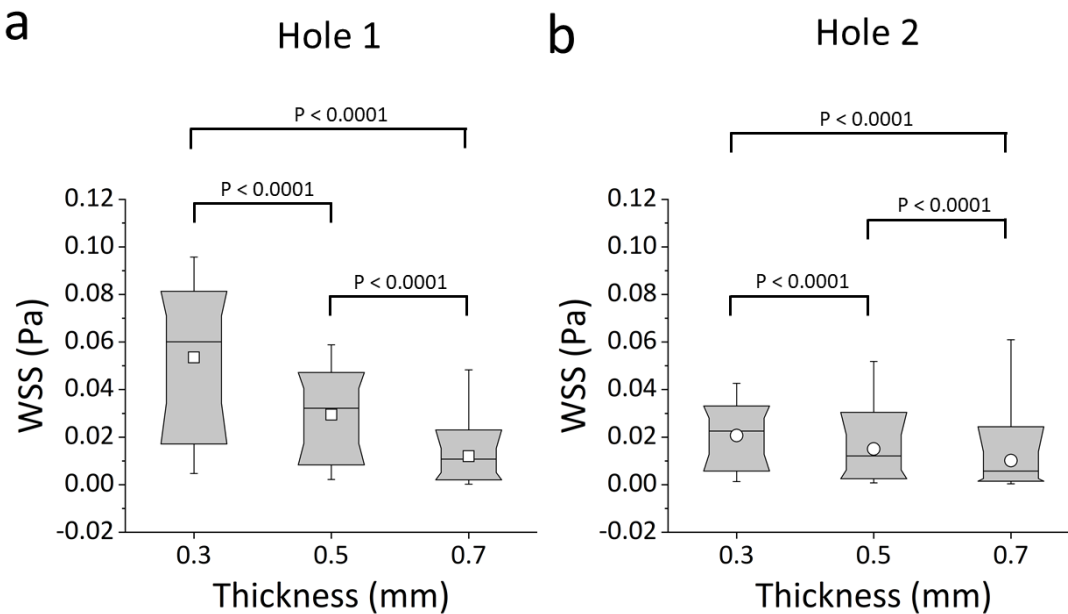 a
Hole 1
P < 0.0001
P < 0.0001
P < 0.0001
0.12
0.10
0.08
0.06
0.04
0.02
0.00
-0.02
WSS (Pa)
0.3 0.5 0.7
Thickness (mm)
b
Hole 2
P < 0.0001
P < 0.0001
P < 0.0001
0.12
0.10
0.08
0.06
0.04
0.02
0.00
-0.02
WSS (Pa)
0.3 0.5 0.7
Thickness (mm)